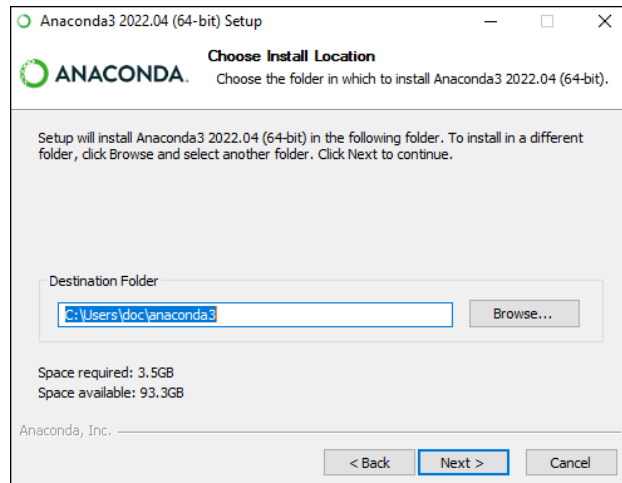 Anaconda3 2022.04 (64-bit) Setup
ANACONDA.
Choose Install Location
Choose the folder in which to install Anaconda3 2022.04 (64-bit).
Setup will install Anaconda3 2022.04 (64-bit) in the following folder. To install in a different
folder, click Browse and select another folder. Click Next to continue.
Destination Folder
C:\Users\doc\anaconda3
Browse...
Space required: 3.5GB
Space available: 93.3GB
Anaconda, Inc.
< Back
Next >
Cancel